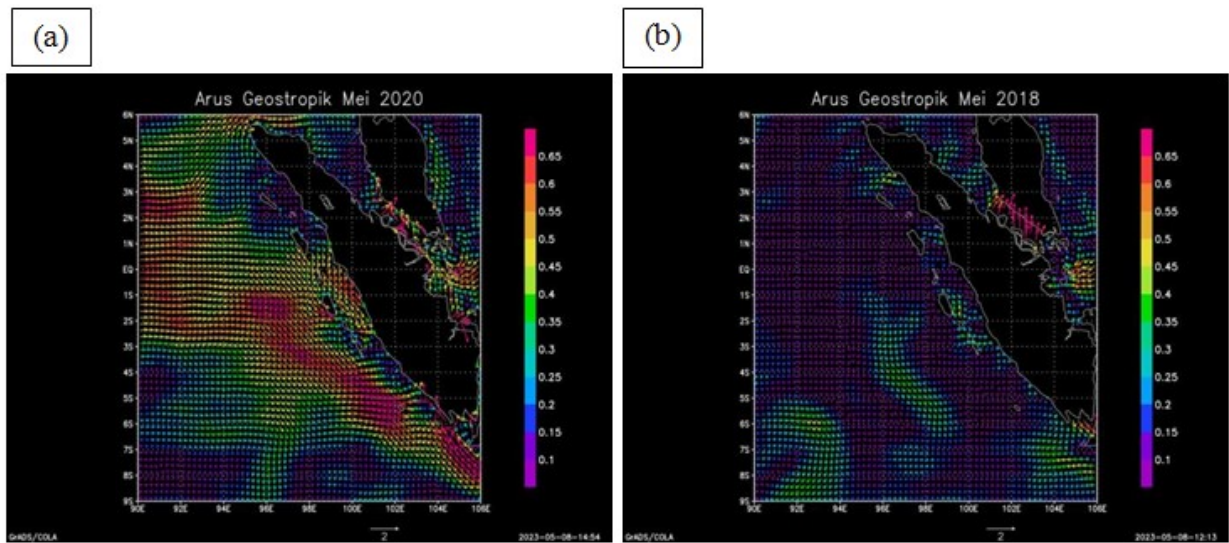 (a)
(b)
Arus Geostropik Mei 2020
6N
5N
4N
3N
2N
1N
EQ
1S
2S
3S
4S
5S
6S
7S
8S
9S
90E 92E 94E 96E 98E 100E 102E 104E 106E
0.65
0.6
0.55
0.5
0.45
0.4
0.35
0.3
0.25
0.2
0.15
0.1
2
GrADS/COLA
2023-05-08-14:54
Arus Geostropik Mei 2018
6N
5N
4N
3N
2N
1N
EQ
1S
2S
3S
4S
5S
6S
7S
8S
9S
90E 92E 94E 96E 98E 100E 102E 104E 106E
0.65
0.6
0.55
0.5
0.45
0.4
0.35
0.3
0.25
0.2
0.15
0.1
2
GrADS/COLA
2023-05-08-12:13